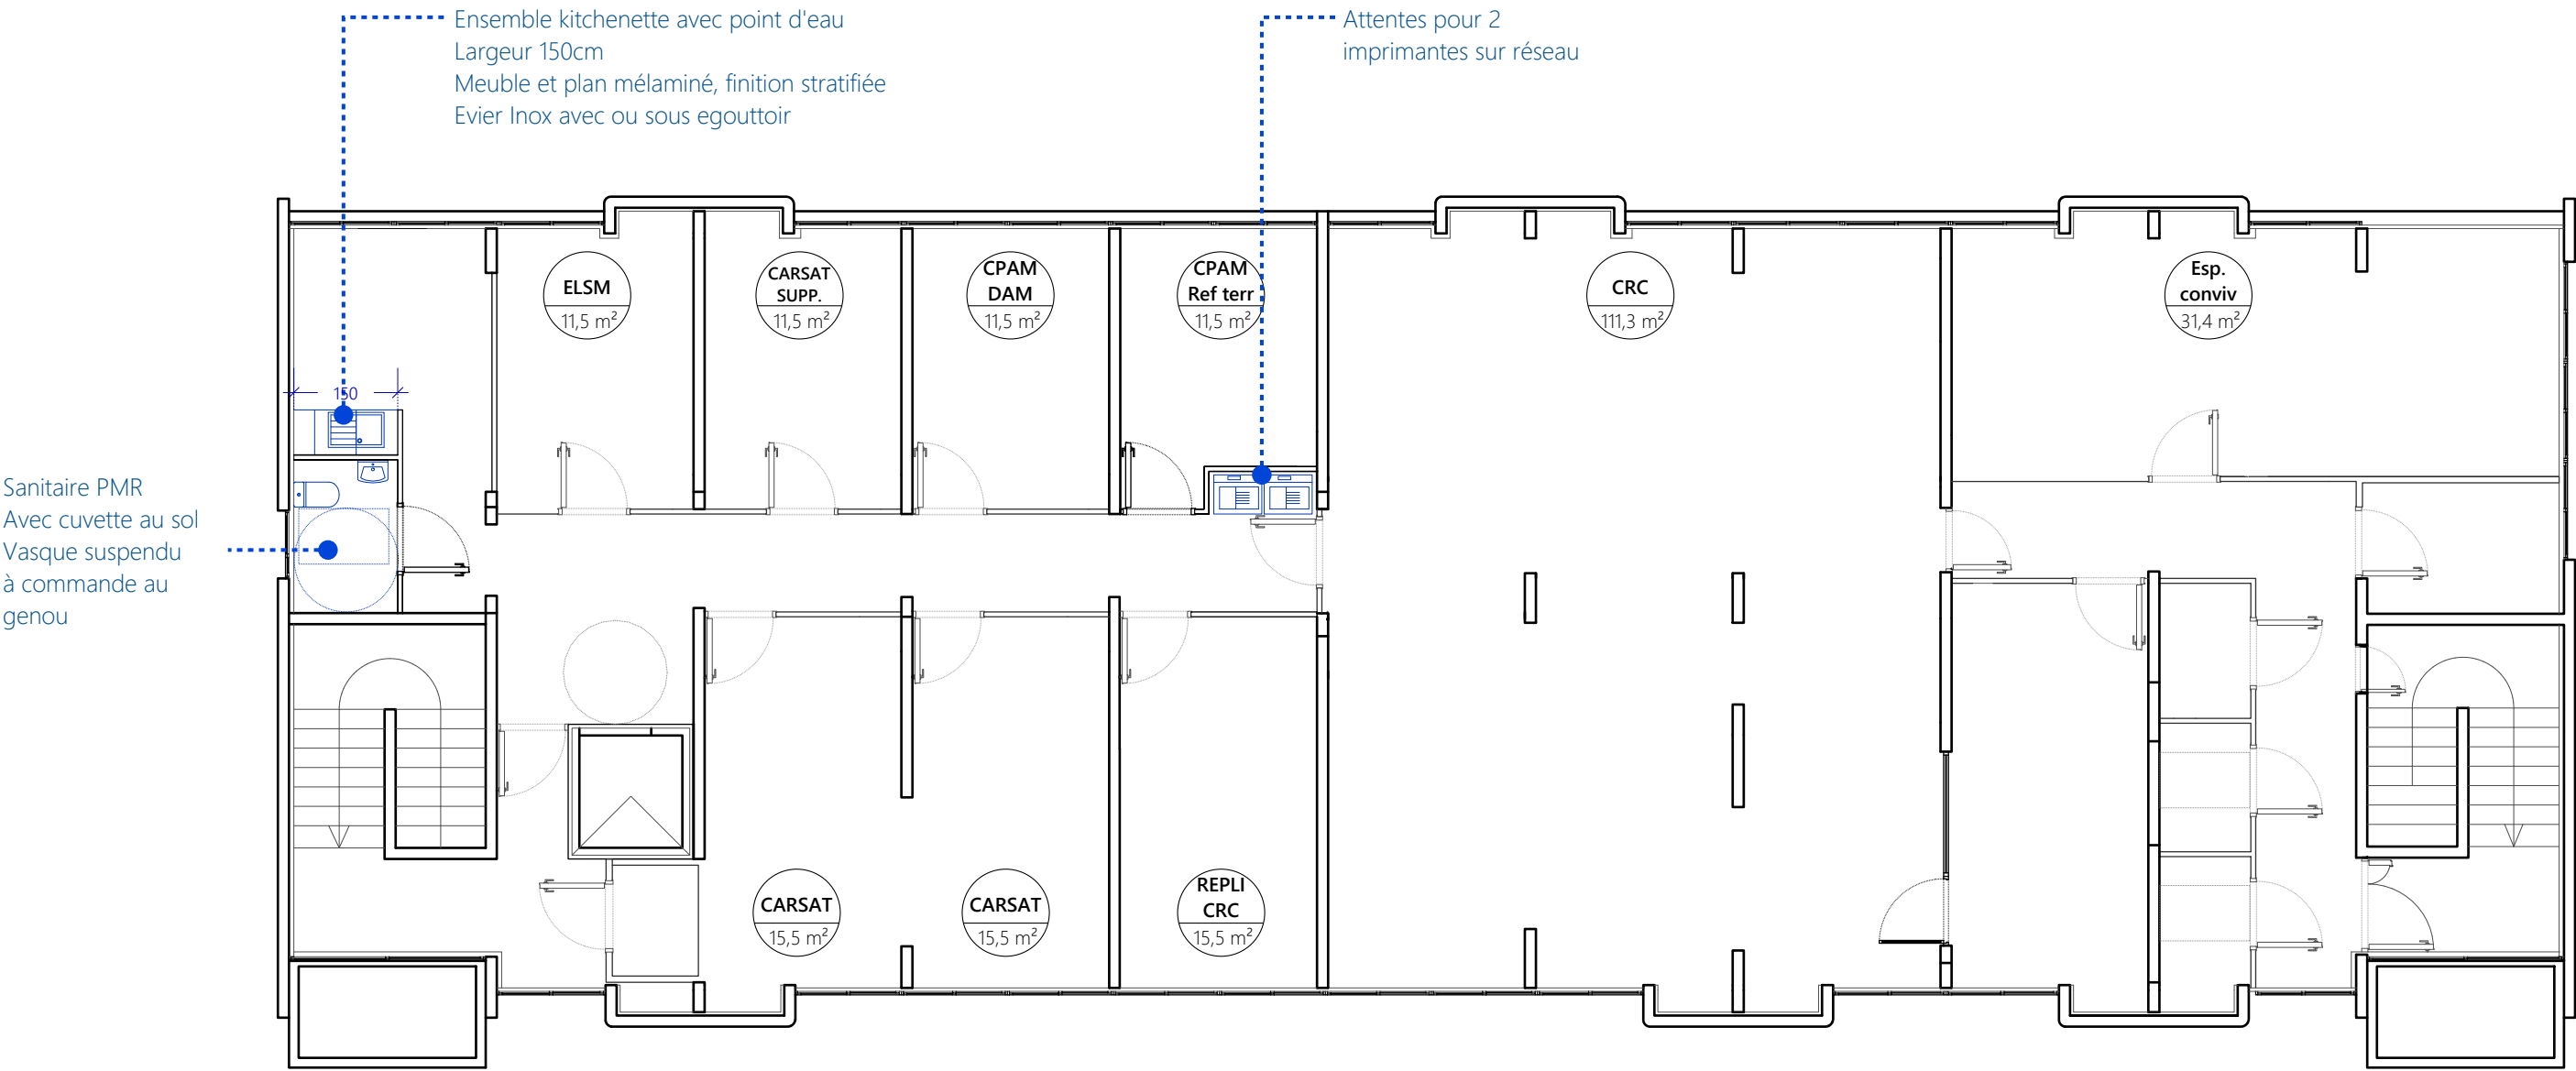 Ensemble kitchenette avec point d'eau
Largeur 150cm
Meuble et plan mélaminé, finition stratifiée
Evier Inox avec ou sous egouttoir
Attentes pour 2
imprimantes sur réseau
ELSM
11,5 m²
CARSAT
SUPP.
11,5 m²
CPAM
DAM
11,5 m²
CPAM
Ref terr
11,5 m²
CRC
111,3 m²
Esp.
conviv
31,4 m²
150
Sanitaire PMR
Avec cuvette au sol
Vasque suspendu
à commande au
genou
CARSAT
15,5 m²
CARSAT
15,5 m²
REPLI
CRC
15,5 m²